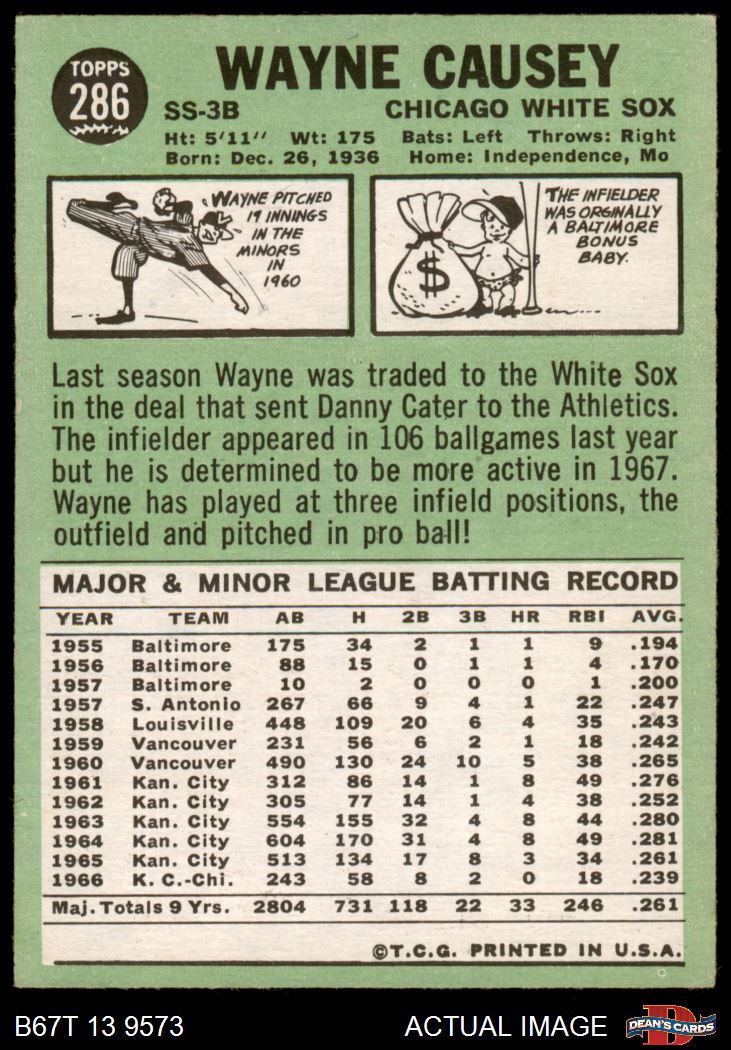 TOPPS
286
WAYNE CAUSEY
SS-3B CHICAGO WHITE SOX
Ht: 5'11" Wt: 175 Bats: Left Throws: Right
Born: Dec. 26, 1936 Home: Independence, Mo
WAYNE PITCHED
19 INNINGS
IN THE
MINORS
IN
1960
THE INFIELDER
WAS ORGINALLY
A BALTIMORE
BONUS
BABY.
$
Last season Wayne was traded to the White Sox
in the deal that sent Danny Cater to the Athletics.
The infielder appeared in 106 ballgames last year
but he is determined to be more active in 1967.
Wayne has played at three infield positions, the
outfield and pitched in pro ball!
MAJOR & MINOR LEAGUE BATTING RECORD
YEAR TEAM AB H 2B 3B HR RBI AVG.
1955 Baltimore 175 34 2 1 1 9 .194
1956 Baltimore 88 15 0 1 1 4 .170
1957 Baltimore 10 2 0 0 0 1 .200
1957 S. Antonio 267 66 9 4 1 22 .247
1958 Louisville 448 109 20 6 4 35 .243
1959 Vancouver 231 56 6 2 1 18 .242
1960 Vancouver 490 130 24 10 5 38 .265
1961 Kan. City 312 86 14 1 8 49 .276
1962 Kan. City 305 77 14 1 4 38 .252
1963 Kan. City 554 155 32 4 8 44 .280
1964 Kan. City 604 170 31 4 8 49 .281
1965 Kan. City 513 134 17 8 3 34 .261
1966 K. C.-Chi. 243 58 8 2 0 18 .239
Maj. Totals 9 Yrs. 2804 731 118 22 33 246 .261
©T.C.G. PRINTED IN U.S.A.
B67T 13 9573 ACTUAL IMAGE DEAN'S CARDS